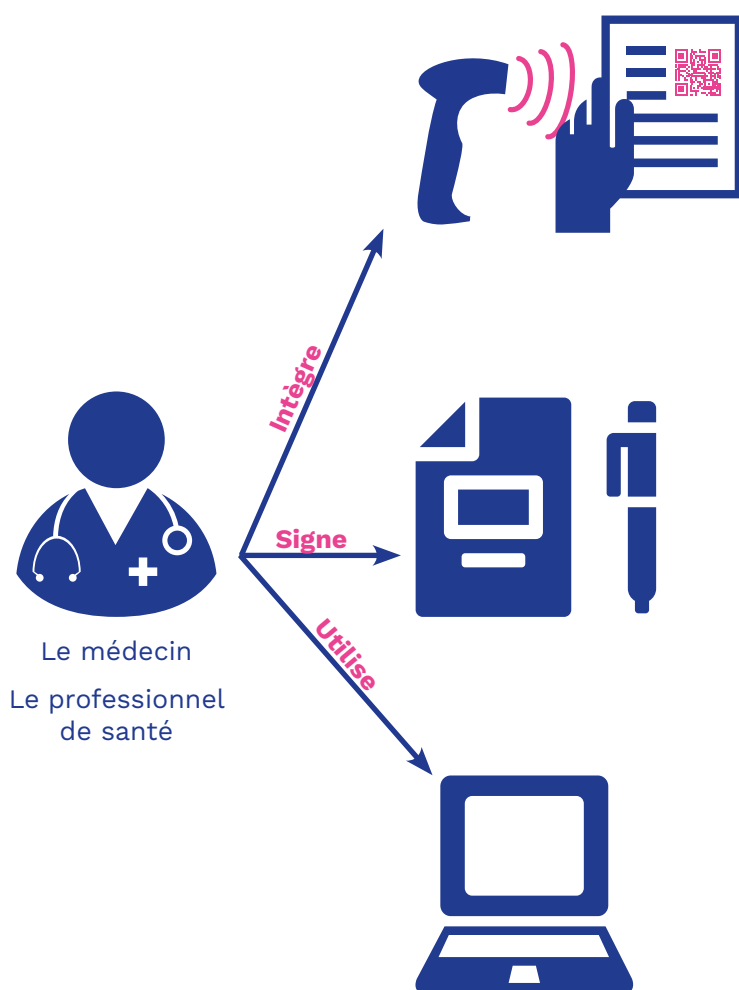 Intègre
Signe
Utilise
Le médecin
Le professionnel
de santé